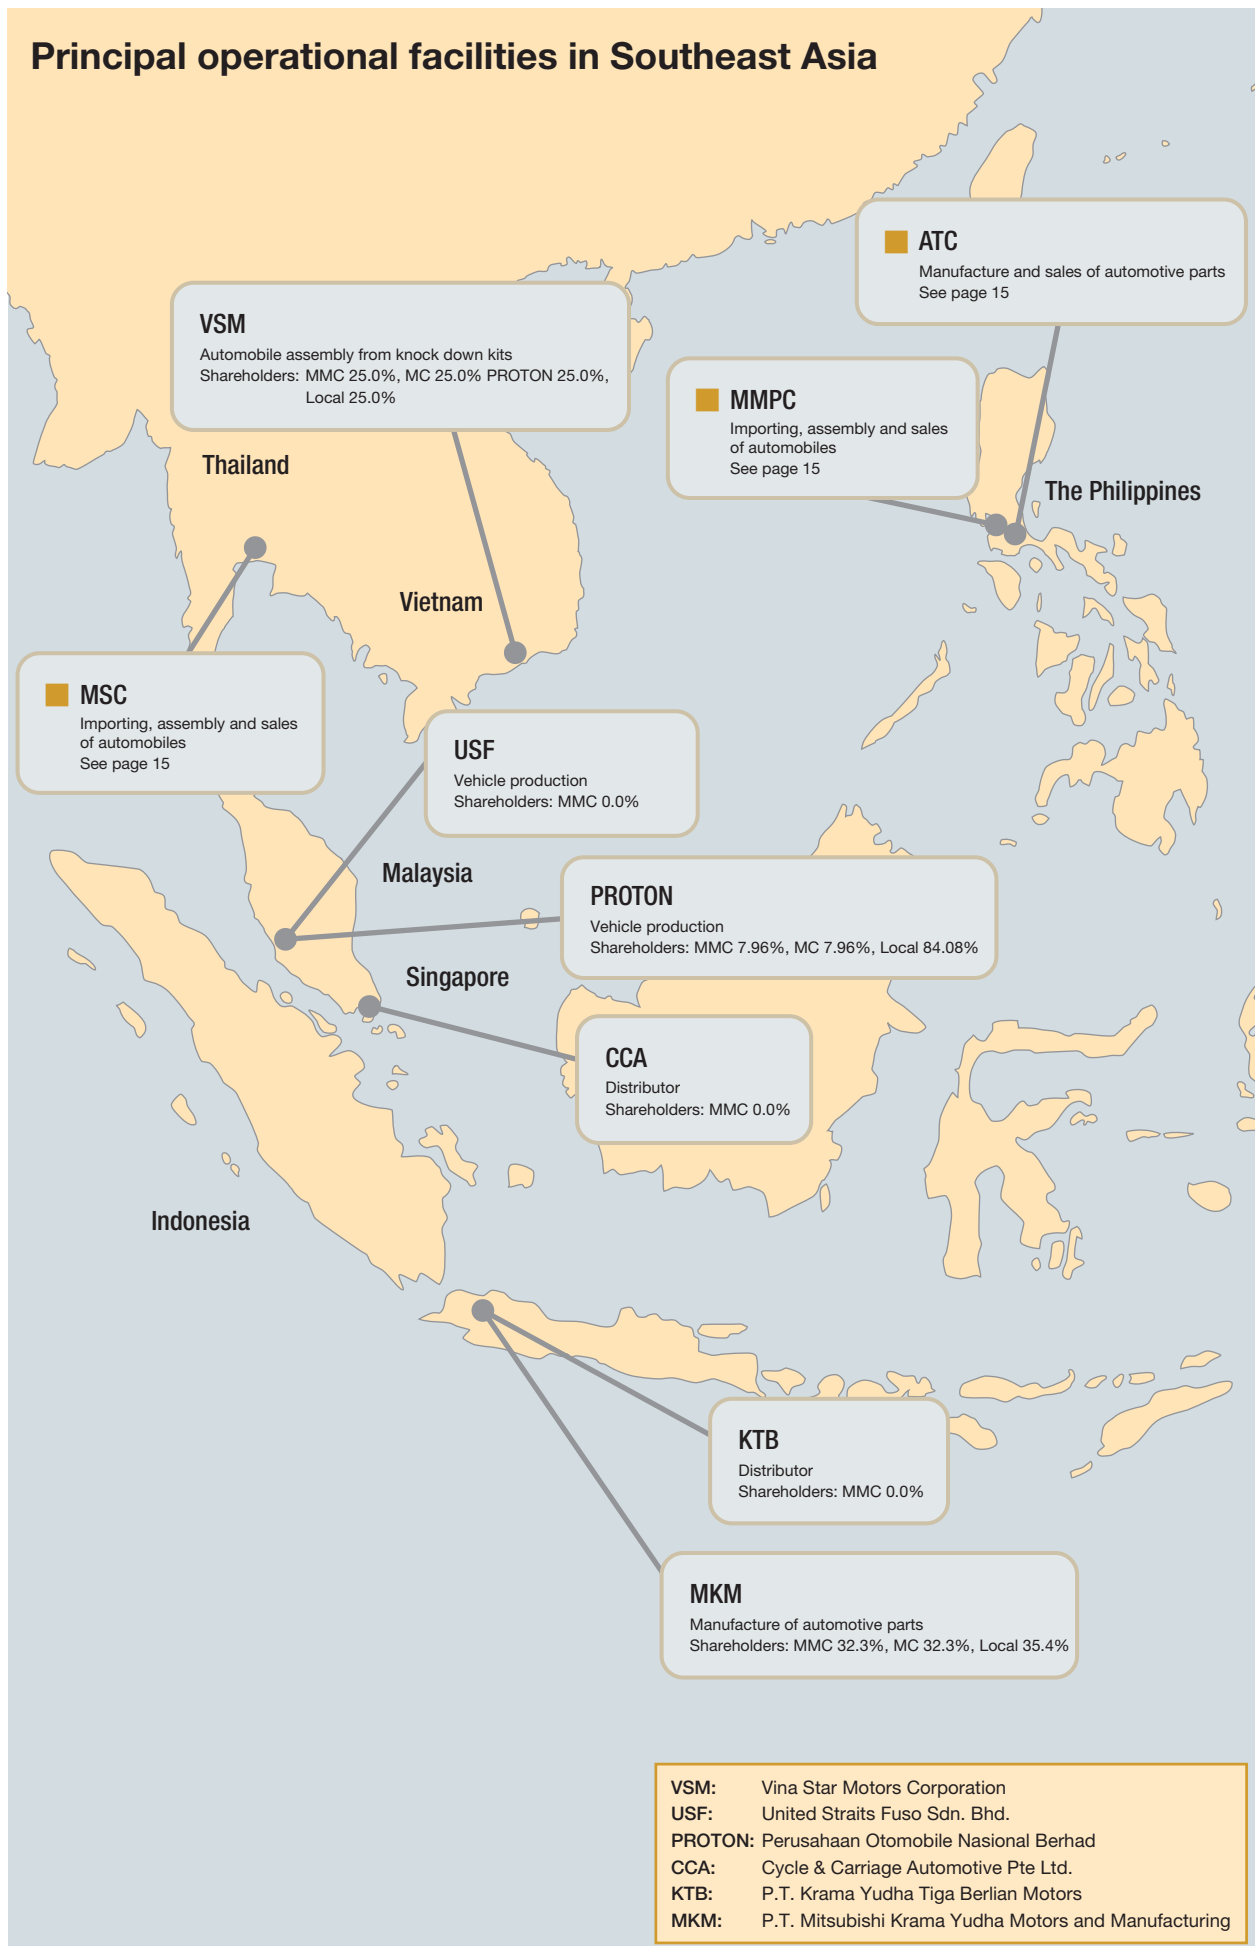 Principal operational facilities in Southeast Asia
ATC
Manufacture and sales of automotive parts
See page 15
VSM
Automobile assembly from knock down kits
Shareholders: MMC 25.0%, MC 25.0% PROTON 25.0%,
Local 25.0%
MMPC
Importing, assembly and sales
of automobiles
See page 15
Thailand
The Philippines
Vietnam
MSC
Importing, assembly and sales
of automobiles
See page 15
USF
Vehicle production
Shareholders: MMC 0.0%
Malaysia
PROTON
Vehicle production
Shareholders: MMC 7.96%, MC 7.96%, Local 84.08%
Singapore
CCA
Distributor
Shareholders: MMC 0.0%
Indonesia
KTB
Distributor
Shareholders: MMC 0.0%
MKM
Manufacture of automotive parts
Shareholders: MMC 32.3%, MC 32.3%, Local 35.4%
VSM: Vina Star Motors Corporation
USF: United Straits Fuso Sdn. Bhd.
PROTON: Perusahaan Otomobile Nasional Berhad
CCA: Cycle & Carriage Automotive Pte Ltd.
KTB: P.T. Krama Yudha Tiga Berlian Motors
MKM: P.T. Mitsubishi Krama Yudha Motors and Manufacturing